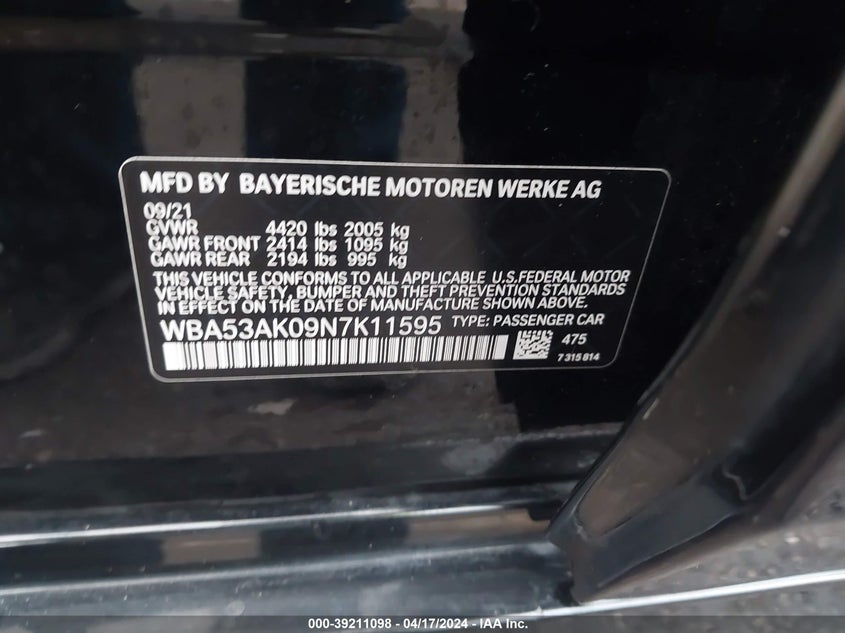 MFD BY BAYERISCHE MOTOREN WERKE AG
09/21
GVWR 4420 lbs 2005 kg
GAWR FRONT 2414 lbs 1095 kg
GAWR REAR 2194 lbs 995 kg
THIS VEHICLE CONFORMS TO ALL APPLICABLE U.S.FEDERAL MOTOR
VEHICLE SAFETY, BUMPER AND THEFT PREVENTION STANDARDS
IN EFFECT ON THE DATE OF MANUFACTURE SHOWN ABOVE.
WBA53AK09N7K11595 TYPE: PASSENGER CAR
475
7 315 814
000-39211098 - 04/17/2024 - IAA Inc.